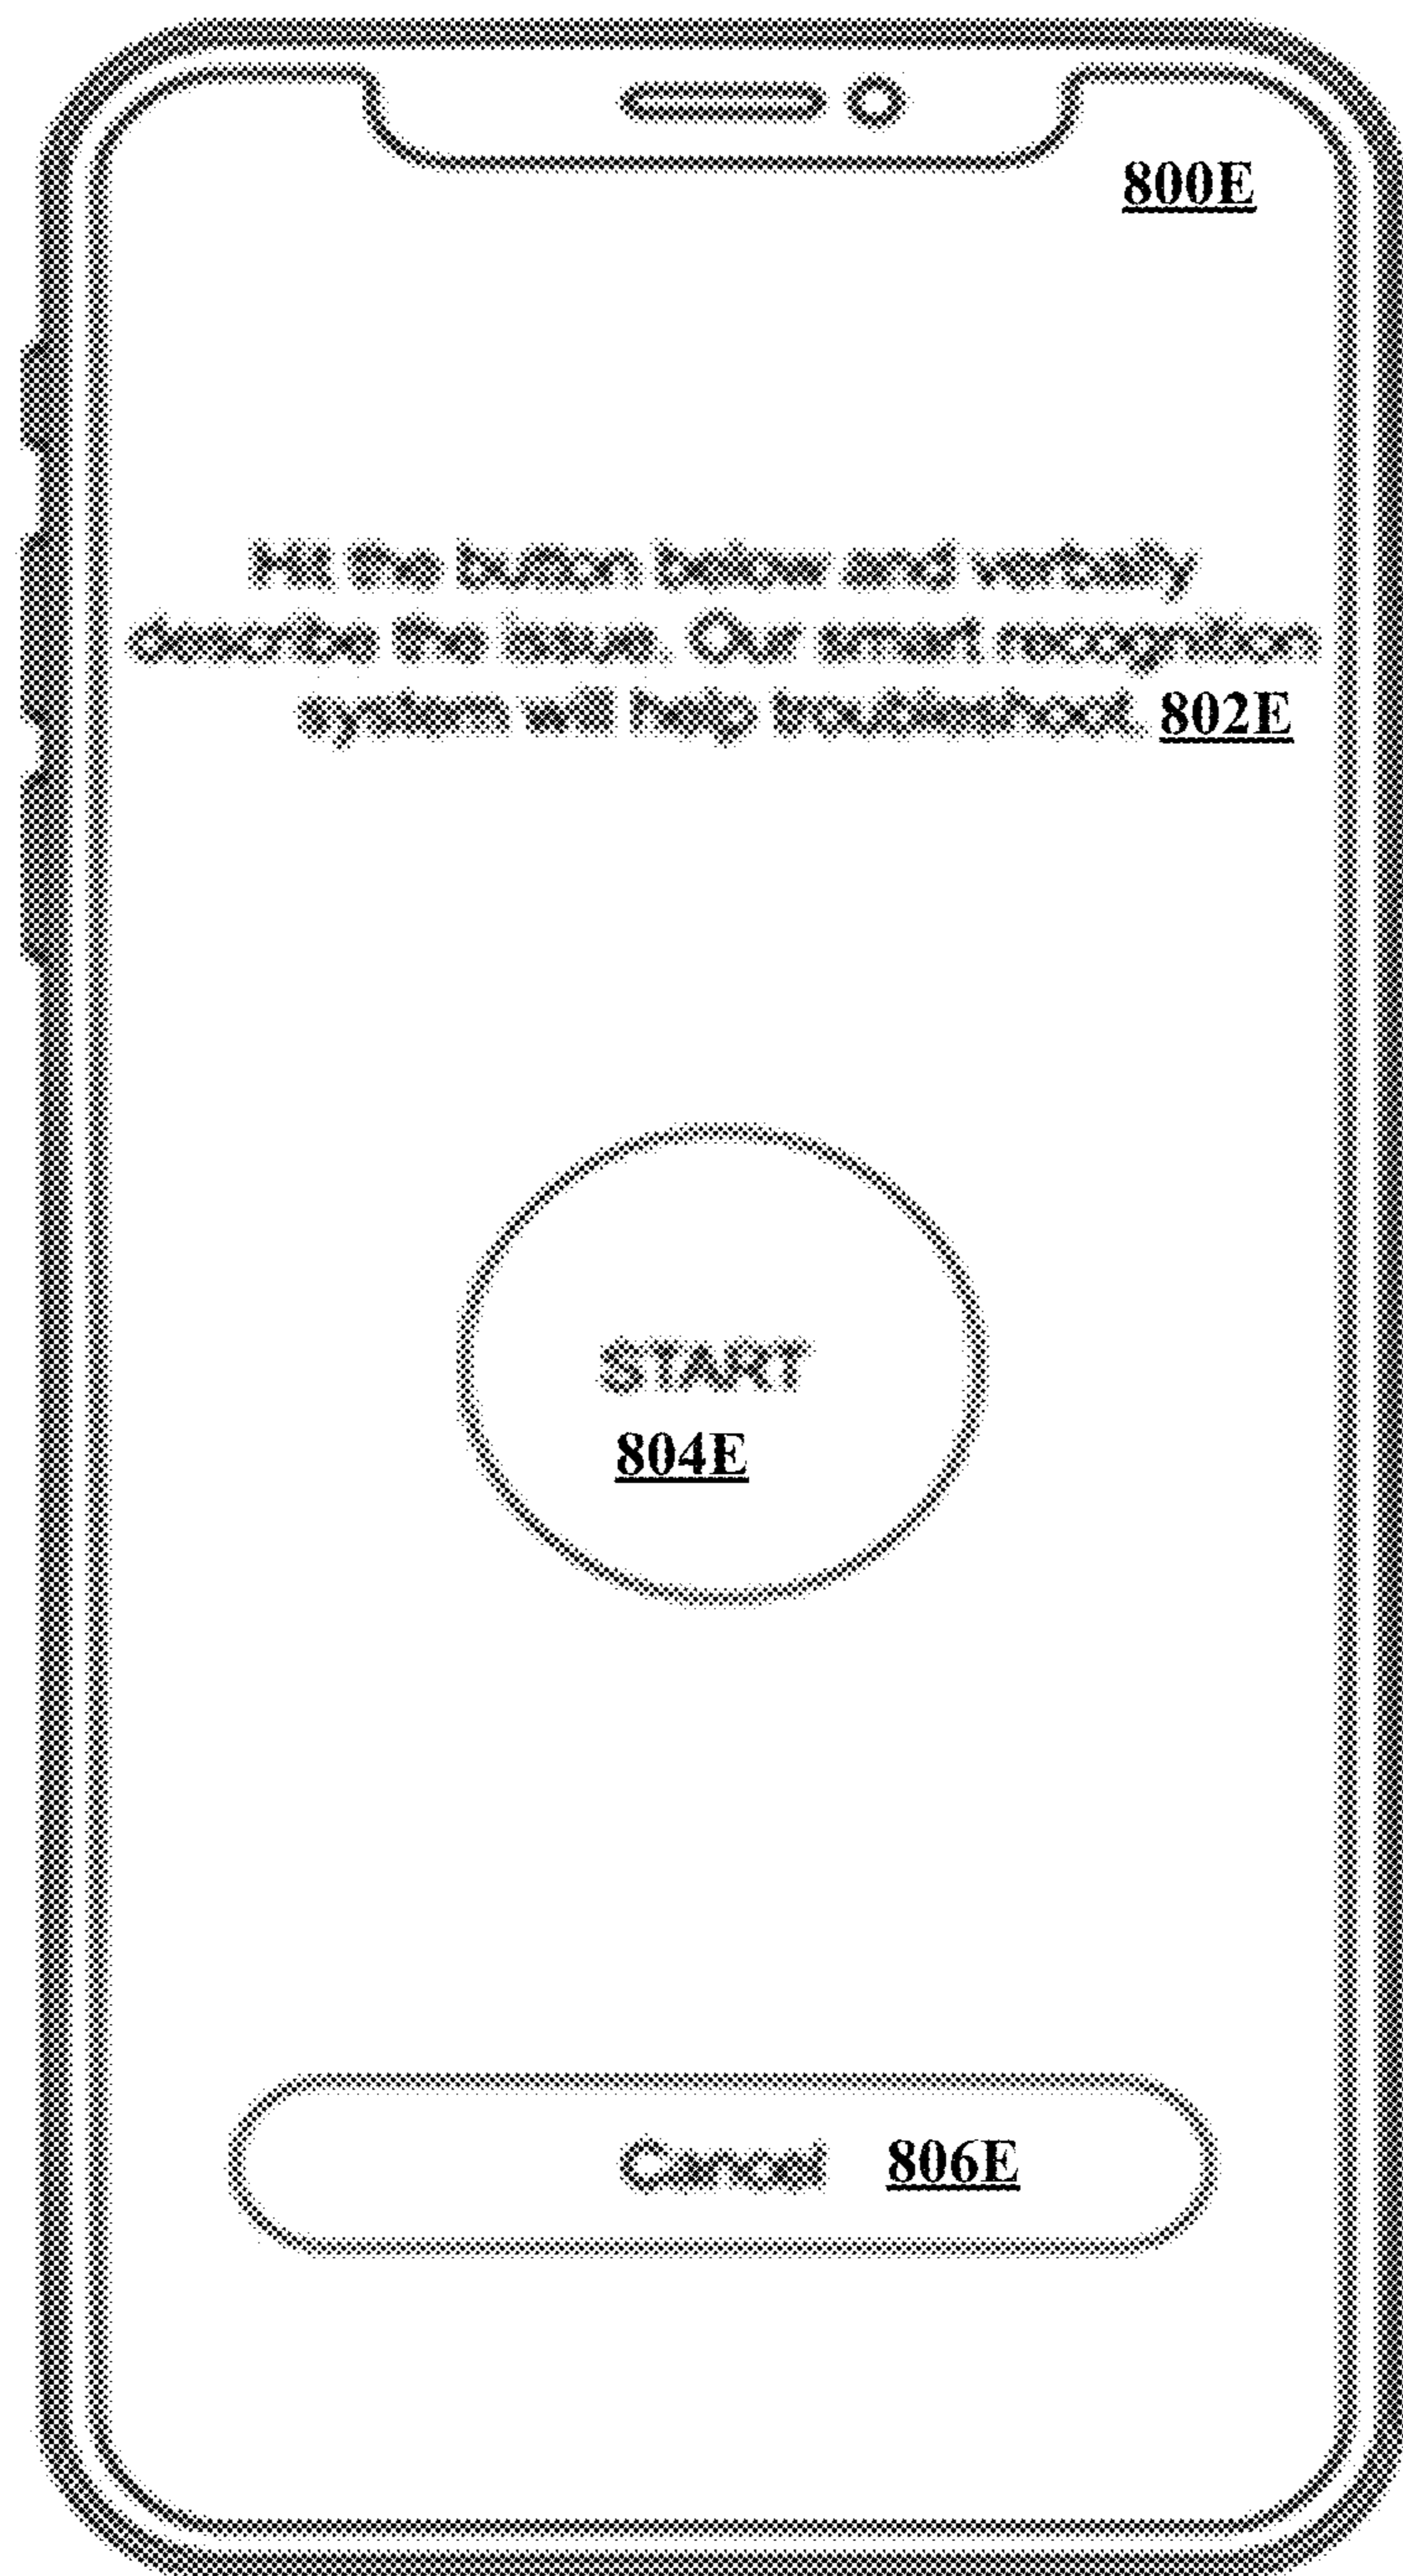 800E
Hit the button below and verbally
describe the issue. Our smart recognition
system will help troubleshoot. 802E
START
804E
Cancel 806E